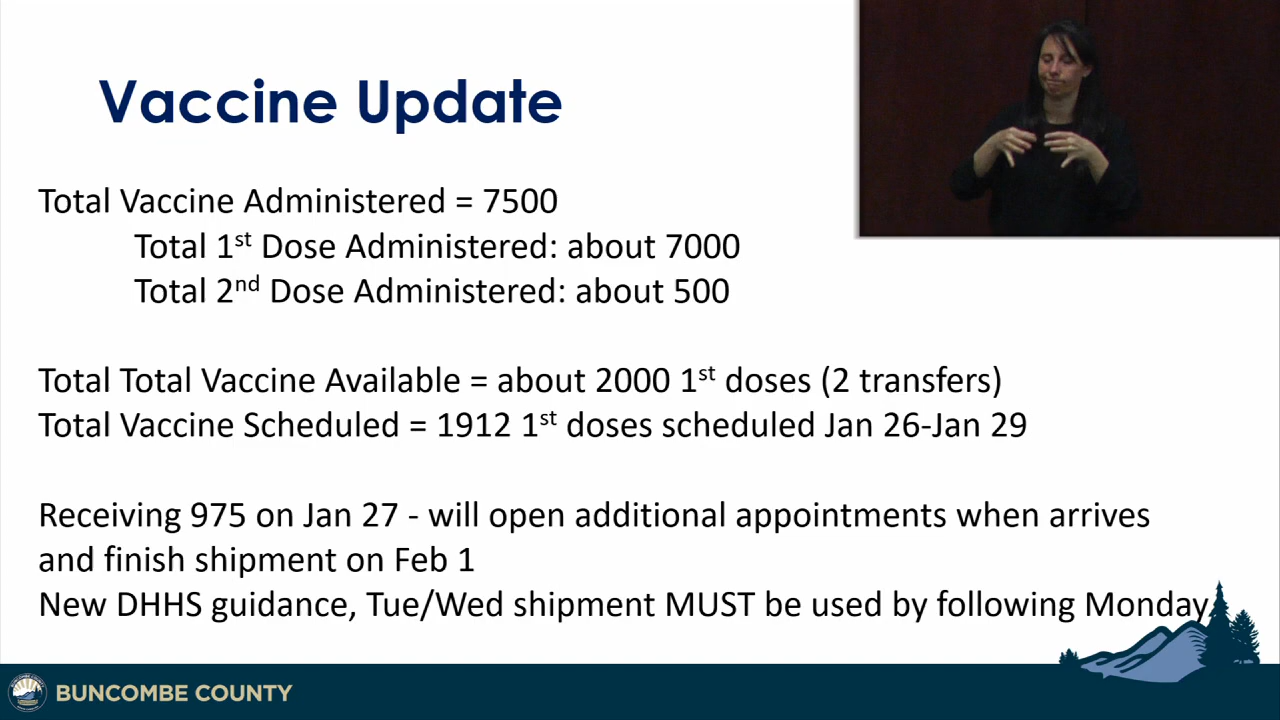 Vaccine Update
Total Vaccine Administered = 7500
Total 1st Dose Administered: about 7000
Total 2nd Dose Administered: about 500
Total Total Vaccine Available = about 2000 1st doses (2 transfers)
Total Vaccine Scheduled = 1912 1st doses scheduled Jan 26-Jan 29
Receiving 975 on Jan 27 - will open additional appointments when arrives
and finish shipment on Feb 1
New DHHS guidance, Tue/Wed shipment MUST be used by following Monday
BUNCOMBE COUNTY